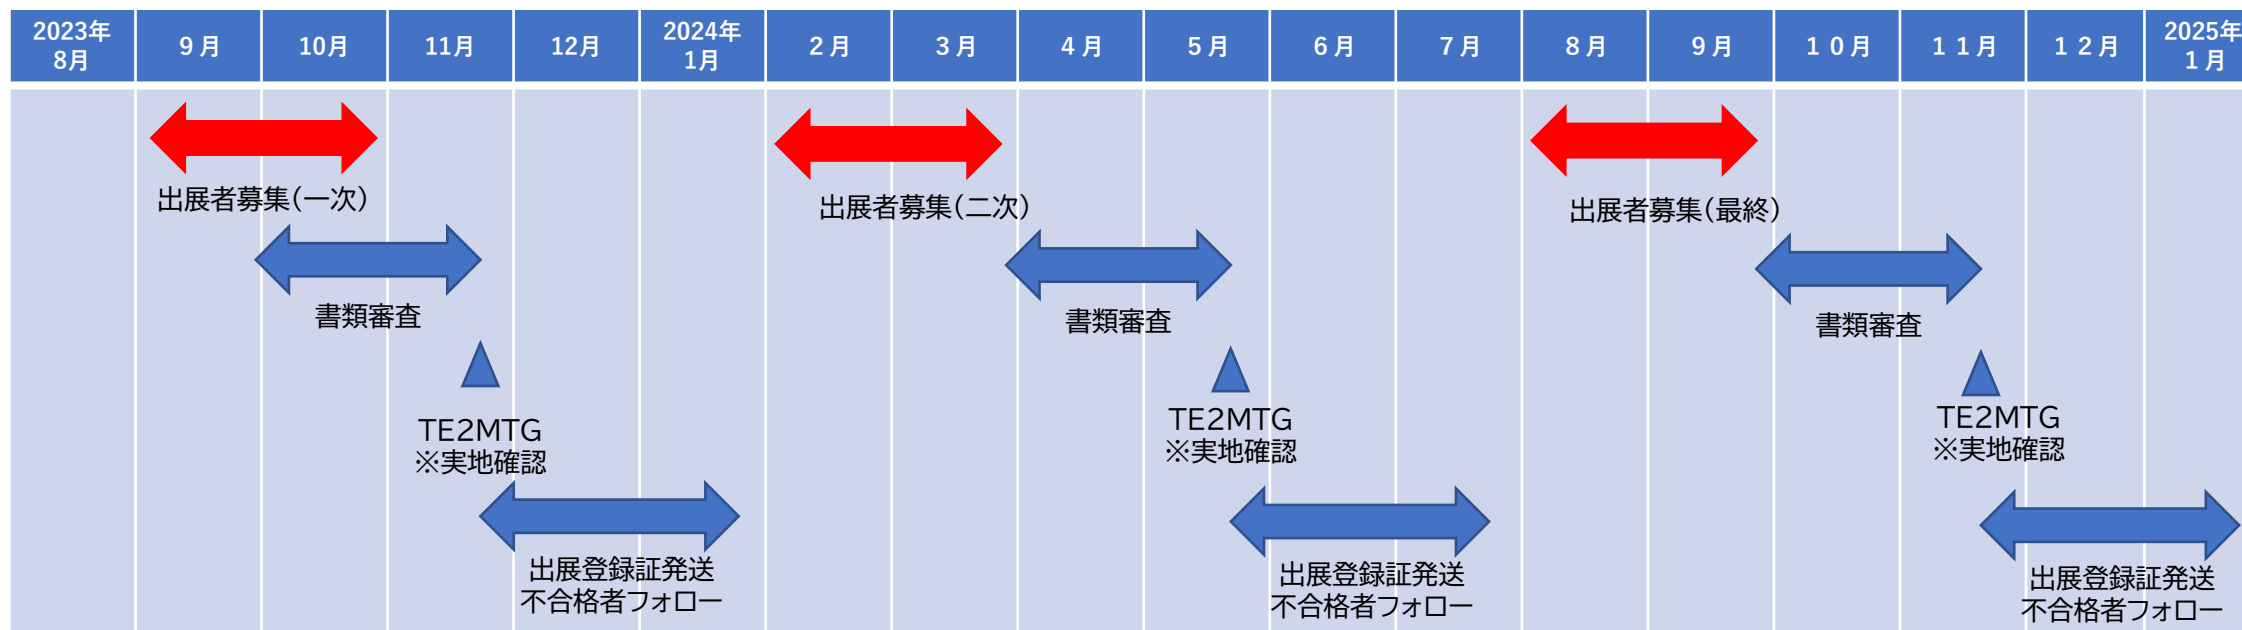 2023年
8月
９月
10月
11月
12月
2024年
1月
２月
３月
４月
５月
６月
７月
８月
９月
１０月
１１月
１２月
2025年
１月
出展者募集（一次）
出展者募集（二次）
出展者募集（最終）
書類審査
書類審査
書類審査
TE2MTG
※実地確認
TE2MTG
※実地確認
TE2MTG
※実地確認
出展登録証発送
不合格者フォロー
出展登録証発送
不合格者フォロー
出展登録証発送
不合格者フォロー